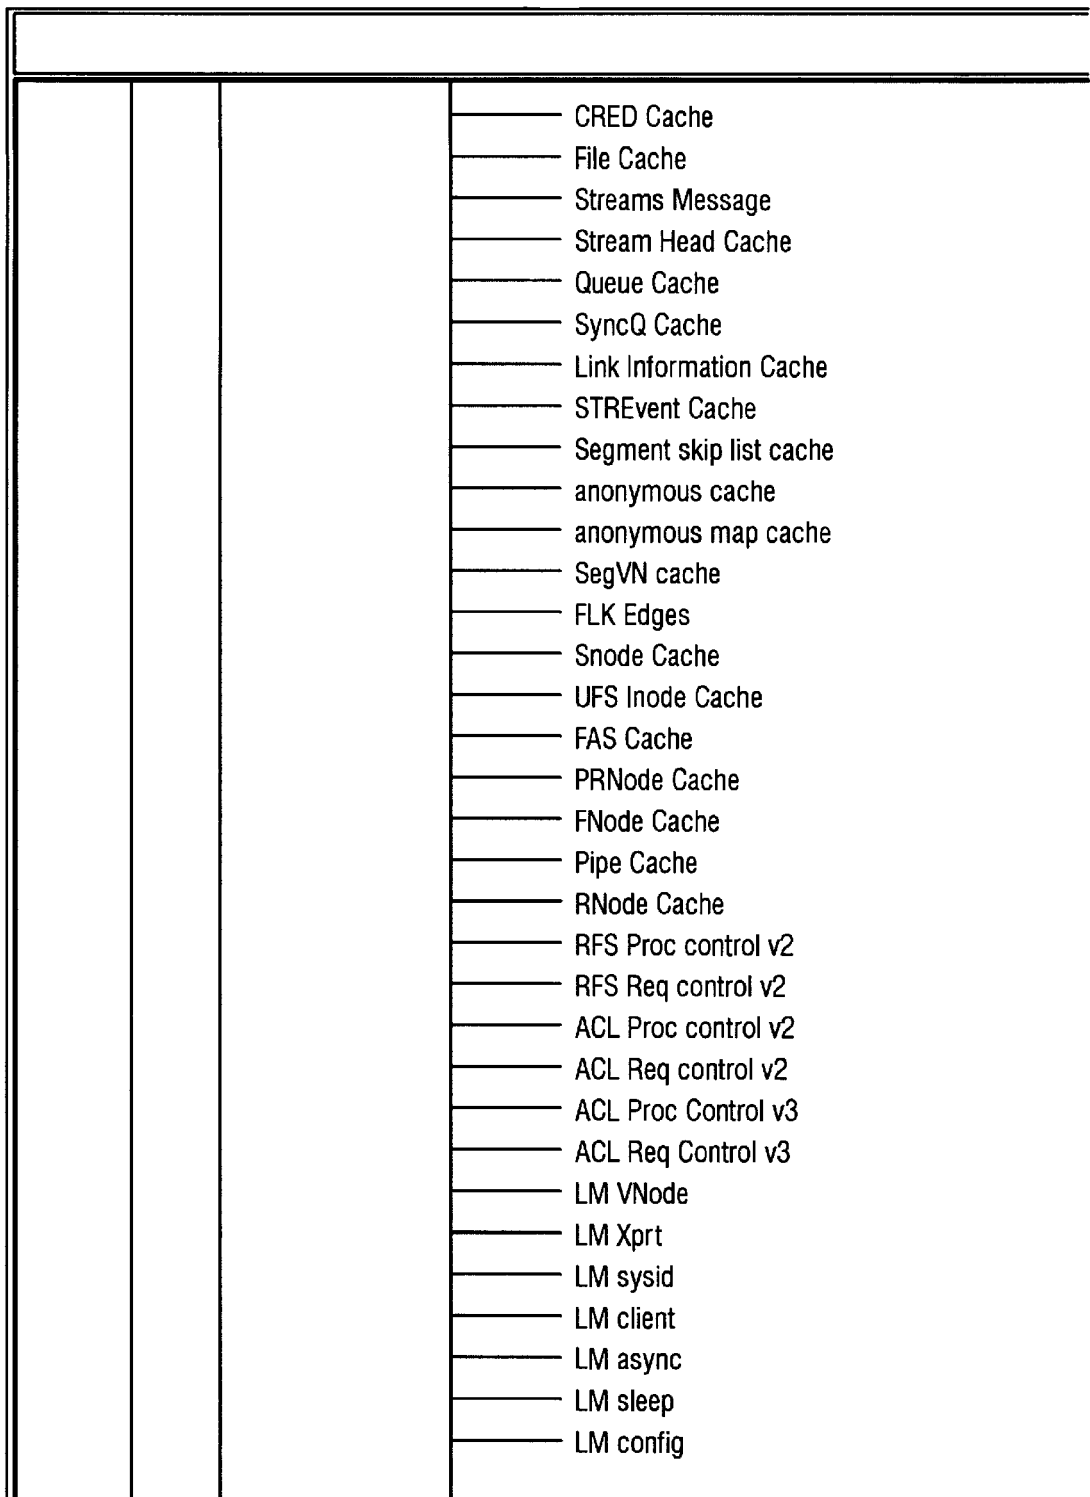 CRED Cache
File Cache
Streams Message
Stream Head Cache
Queue Cache
SyncQ Cache
Link Information Cache
STREvent Cache
Segment skip list cache
anonymous cache
anonymous map cache
SegVN cache
FLK Edges
Snode Cache
UFS Inode Cache
FAS Cache
PRNode Cache
FNode Cache
Pipe Cache
RNode Cache
RFS Proc control v2
RFS Req control v2
ACL Proc control v2
ACL Req control v2
ACL Proc Control v3
ACL Req Control v3
LM VNode
LM Xprt
LM sysid
LM client
LM async
LM sleep
LM config